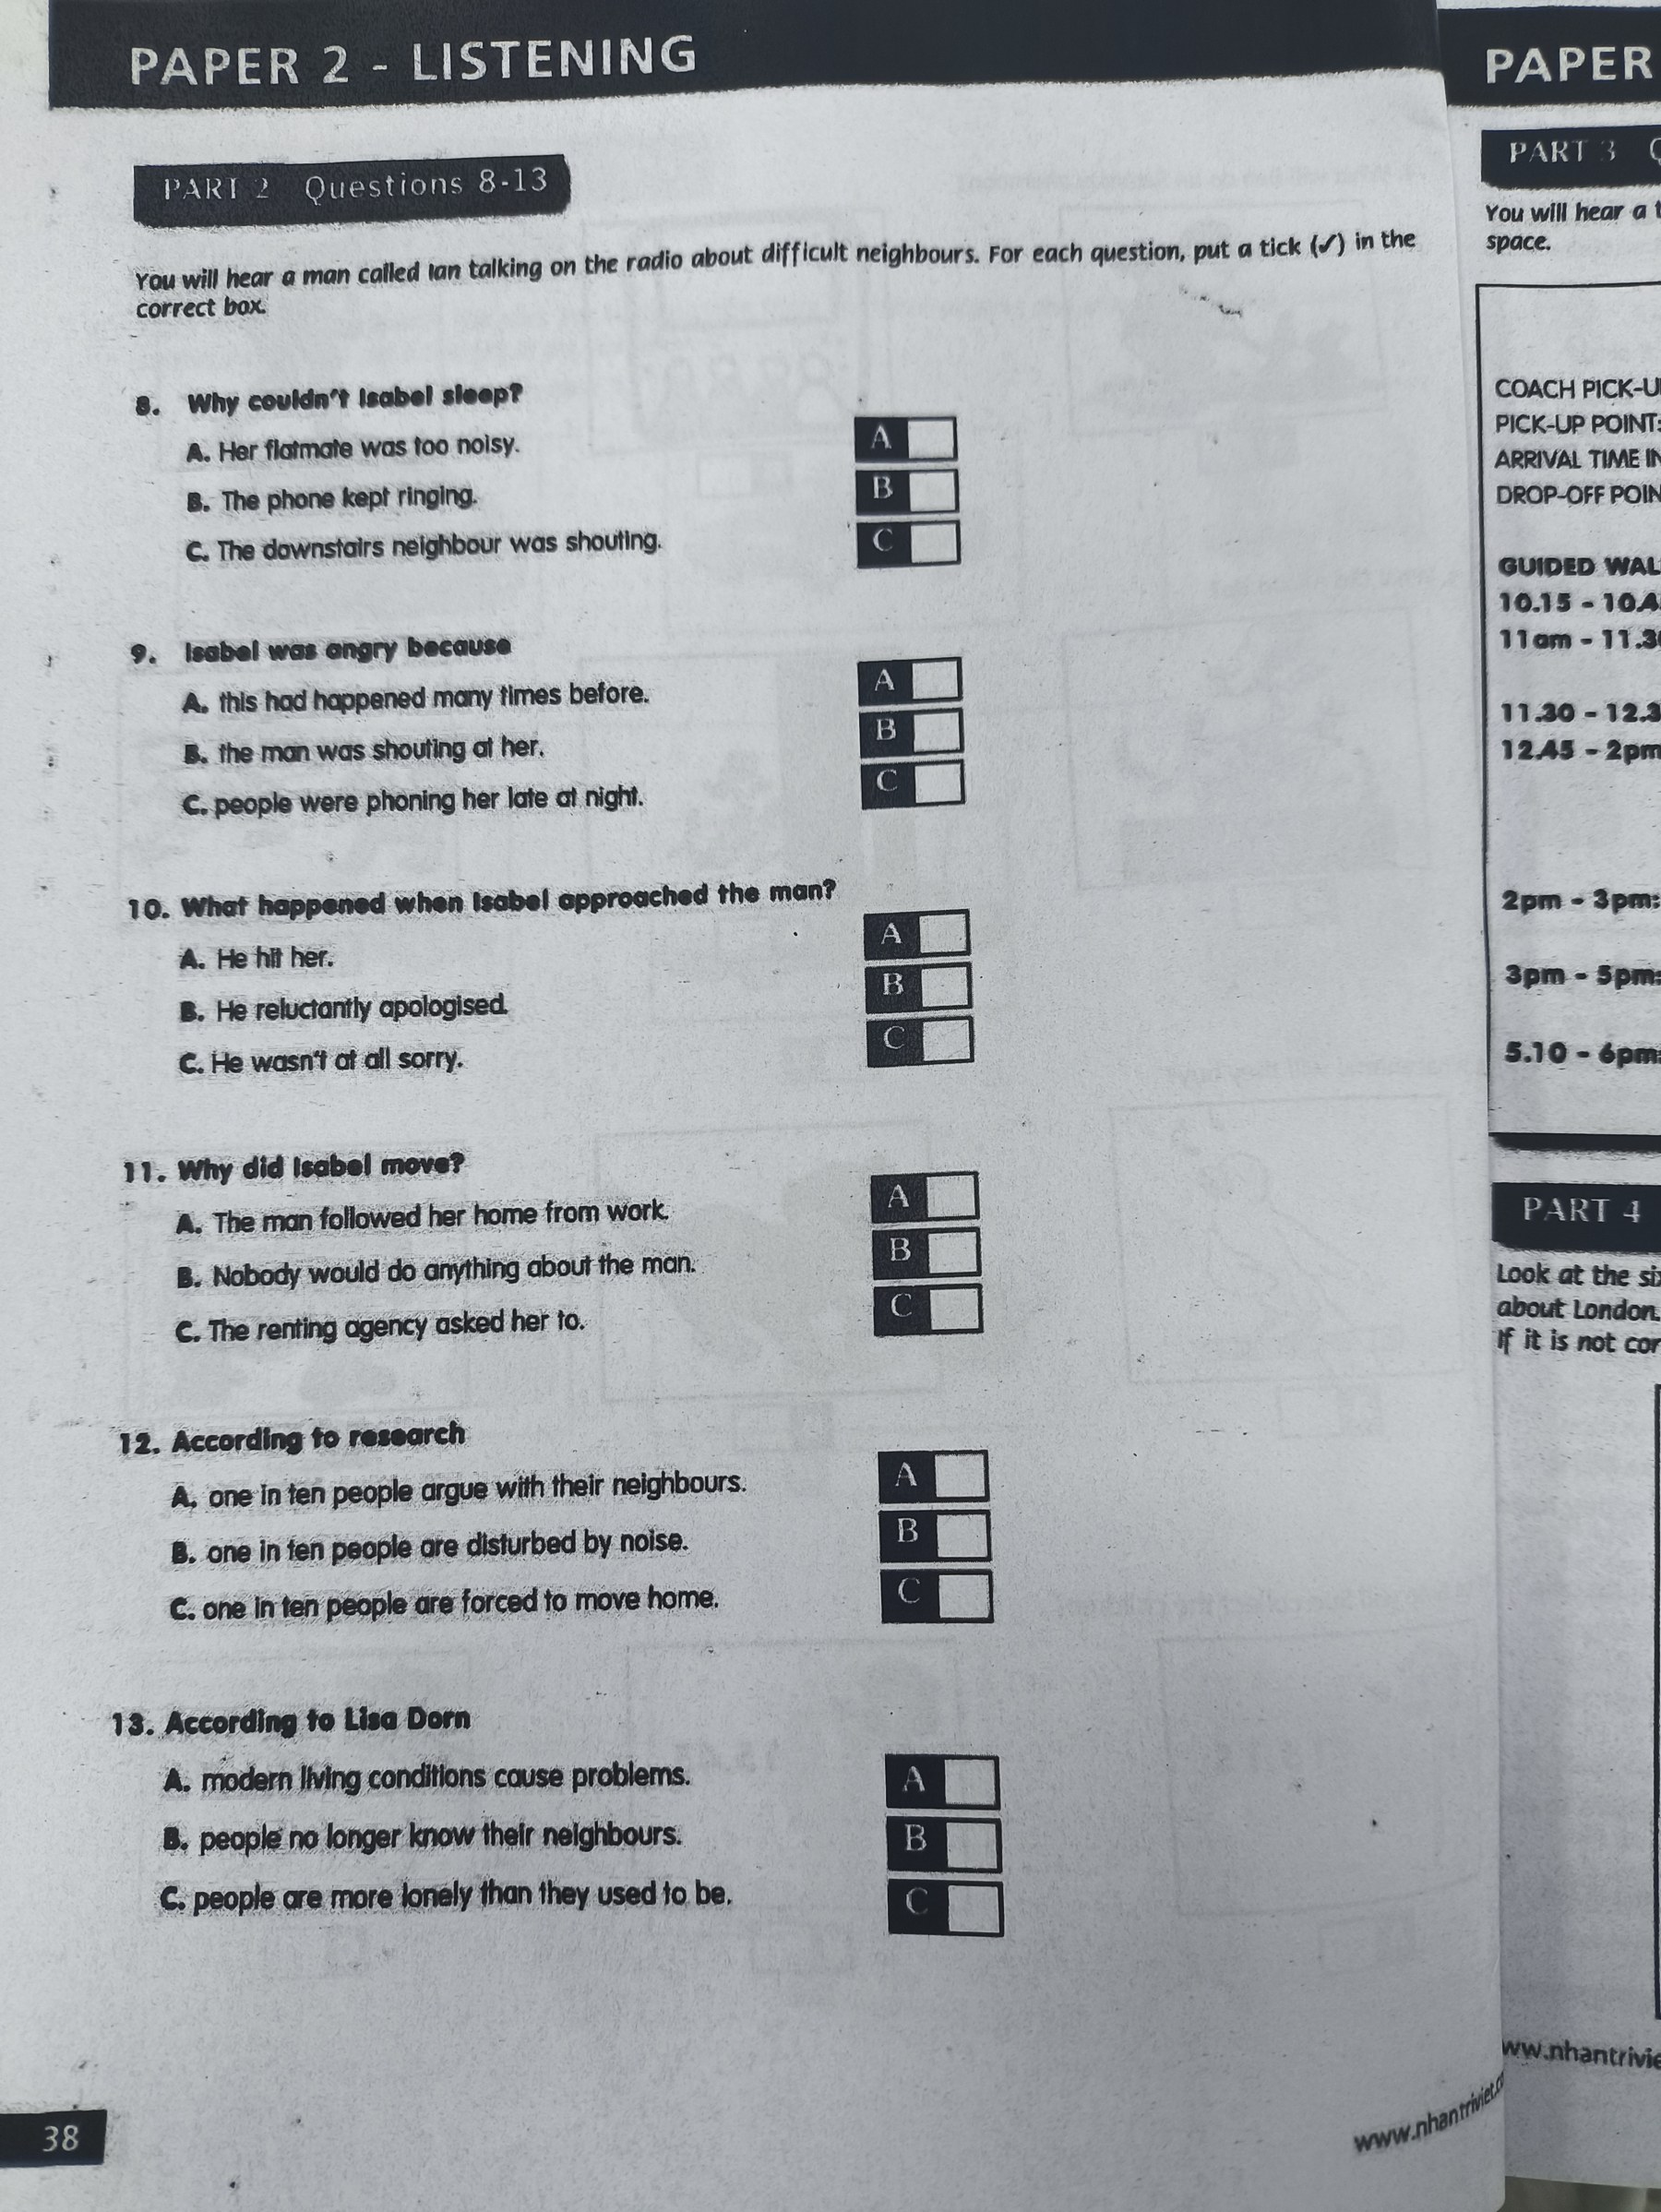 PAPER 2 - LISTENING
PART 2 Questions 8-13
You will hear a man called Ian talking on the radio about difficult neighbours. For each question, put a tick (✓) in the
correct box.
8. Why couldn't Isabel sleep?
A. Her flatmate was too noisy.
B. The phone kept ringing.
C. The downstairs neighbour was shouting.
A
B
C
9. Isabel was angry because
A. this had happened many times before.
B. the man was shouting at her.
C. people were phoning her late at night.
A
B
C
10. What happened when Isabel approached the man?
A. He hit her.
B. He reluctantly apologised.
C. He wasn't at all sorry.
A
B
C
11. Why did Isabel move?
A. The man followed her home from work.
B. Nobody would do anything about the man.
C. The renting agency asked her to.
A
B
C
12. According to research
A. one in ten people argue with their neighbours.
B. one in ten people are disturbed by noise.
C. one in ten people are forced to move home.
A
B
C
13. According to Lisa Dorn
A. modern living conditions cause problems.
B. people no longer know their neighbours.
C. people are more lonely than they used to be.
A
B
C
38
www.nhantriviet.c
PAPER
PART 3
You will hear a
space.
COACH PICK-U
PICK-UP POINT:
ARRIVAL TIME IN
DROP-OFF POIN
GUIDED WAL
10.15 - 10.4
11am - 11.3
11.30 - 12.3
12.45 - 2pm
2pm - 3pm:
3pm - 5pm:
5.10 - 6pm:
PART 4
Look at the six
about London.
If it is not cor
ww.nhantrivie